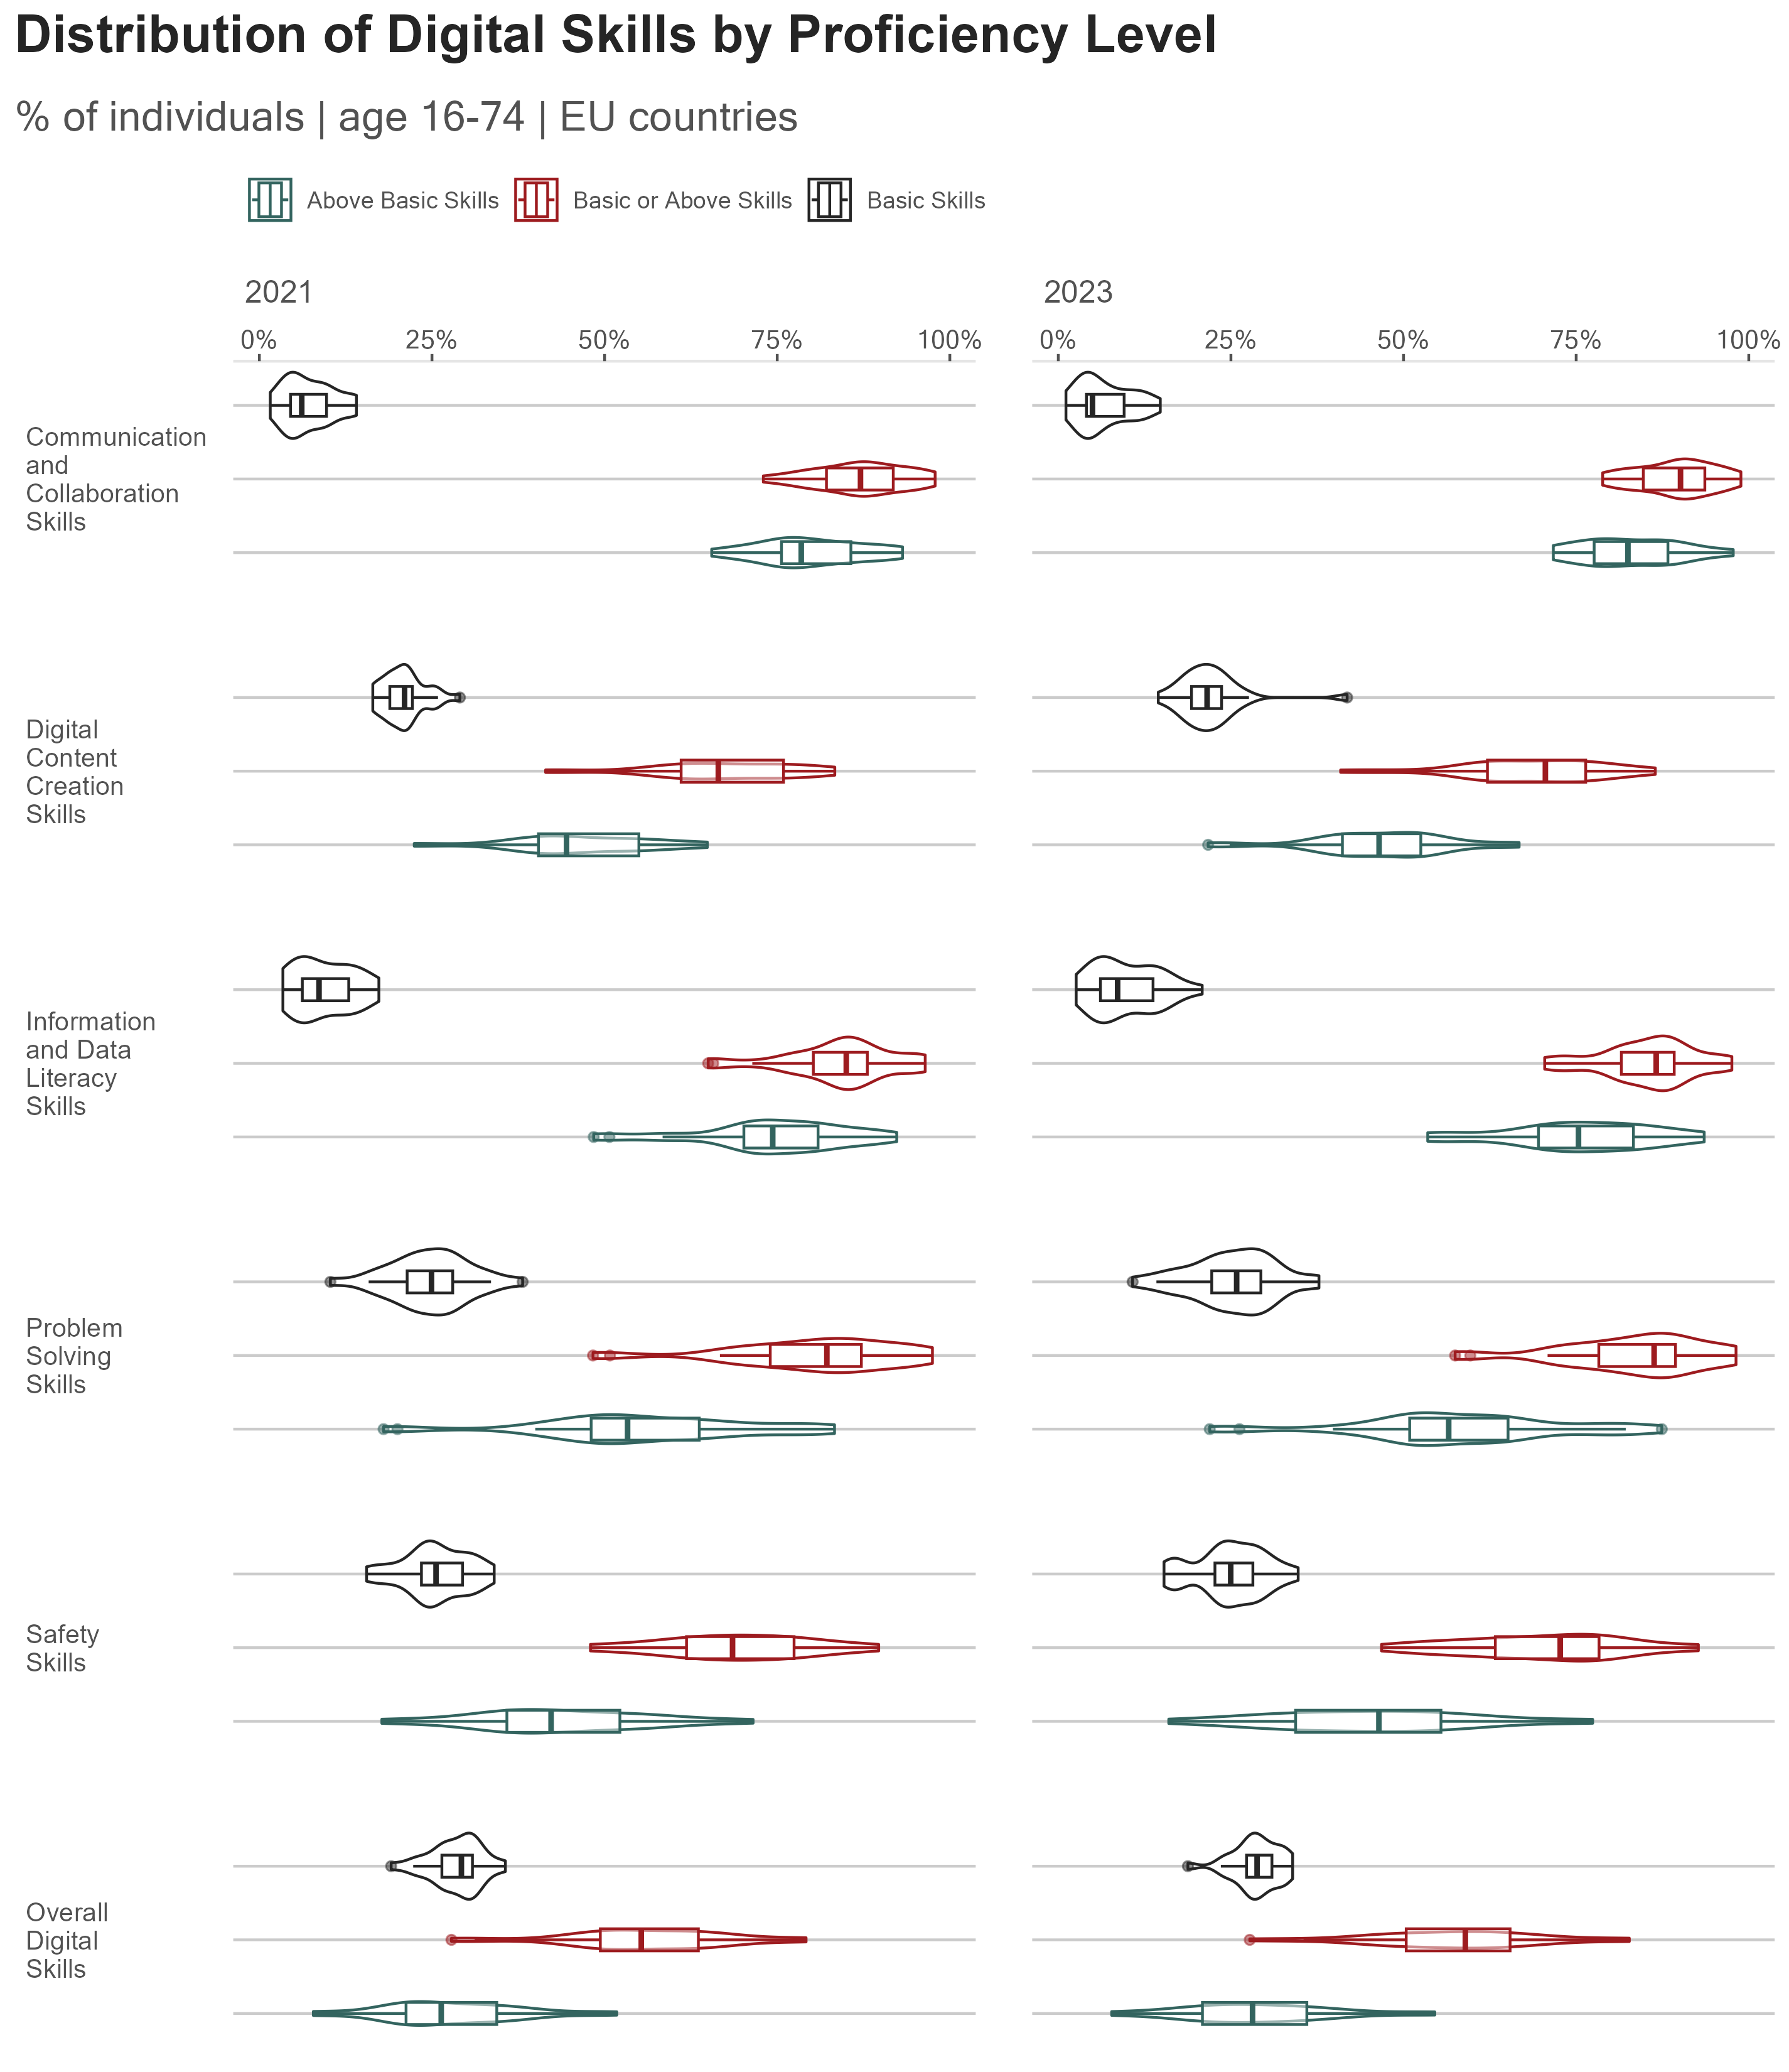 Distribution of Digital Skills by Proficiency Level
% of individuals | age 16-74 | EU countries
Above Basic Skills Basic or Above Skills Basic Skills
2021 2023
0% 25% 50% 75% 100% 0% 25% 50% 75% 100%
Communication
and
Collaboration
Skills
Digital
Content
Creation
Skills
Information
and Data
Literacy
Skills
Problem
Solving
Skills
Safety
Skills
Overall
Digital
Skills